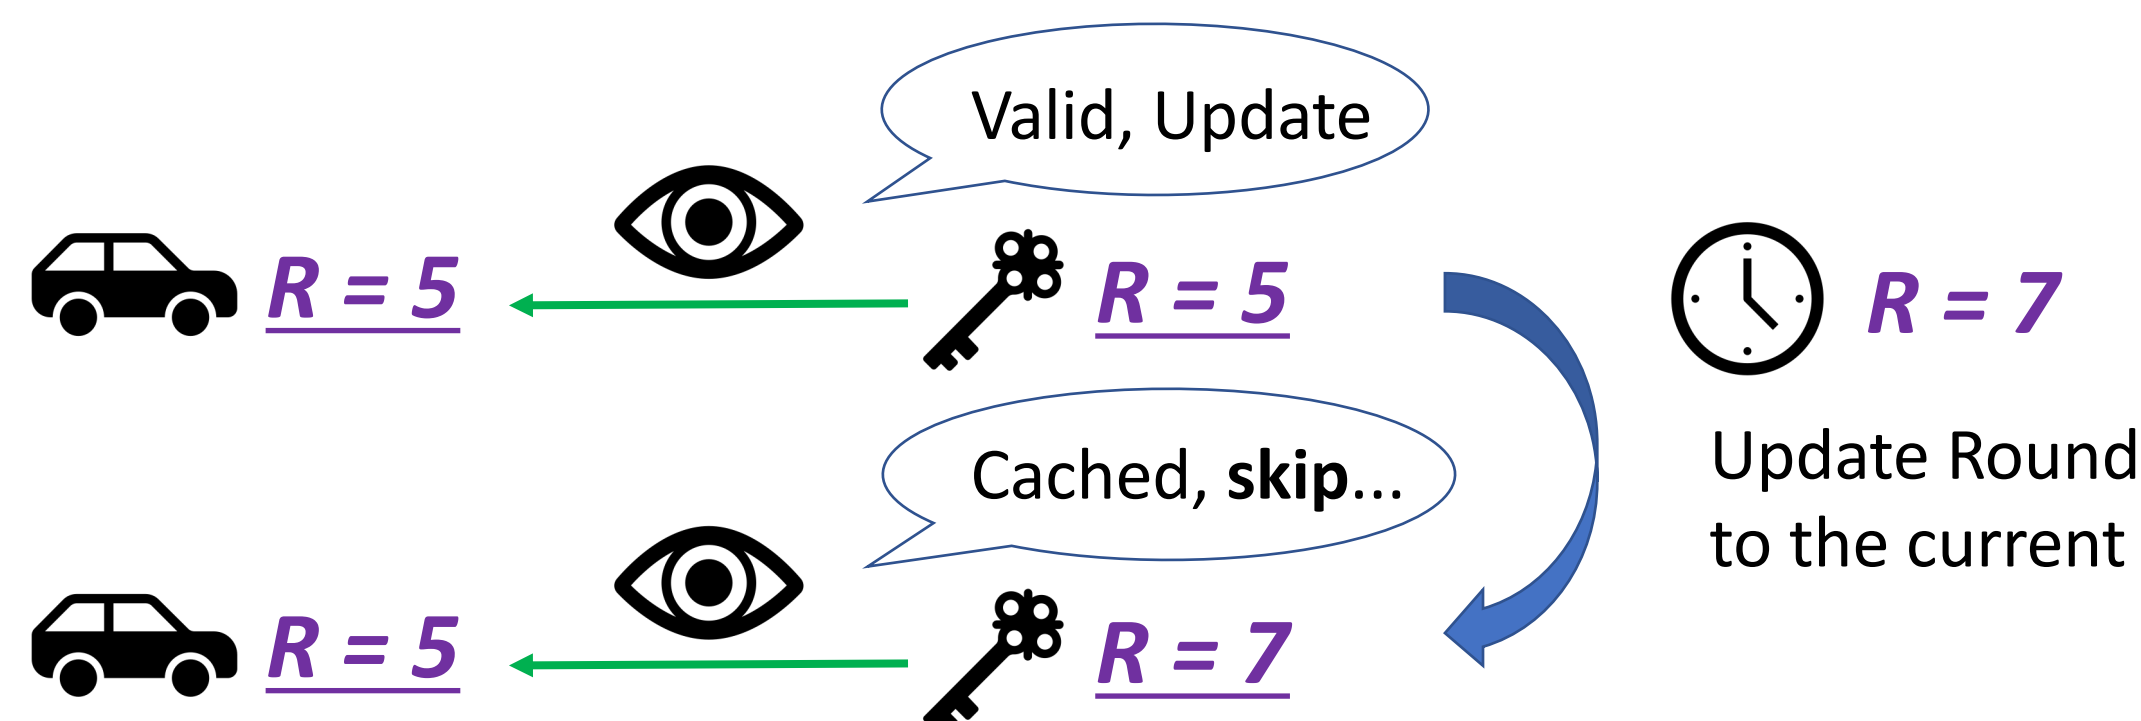 Valid, Update
R = 5
R = 5
R = 7
Cached, skip...
Update Round
to the current
R = 5
R = 7